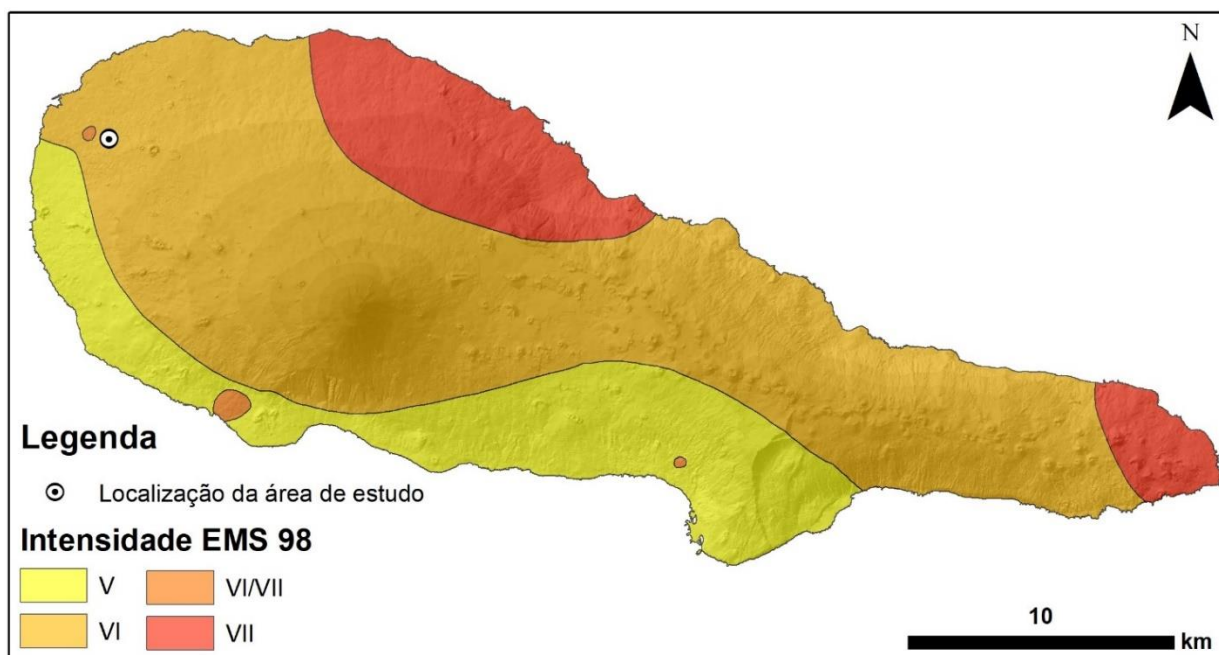 N
Legenda
Localização da área de estudo
Intensidade EMS 98
V
VI/VII
VI
VII
10
km